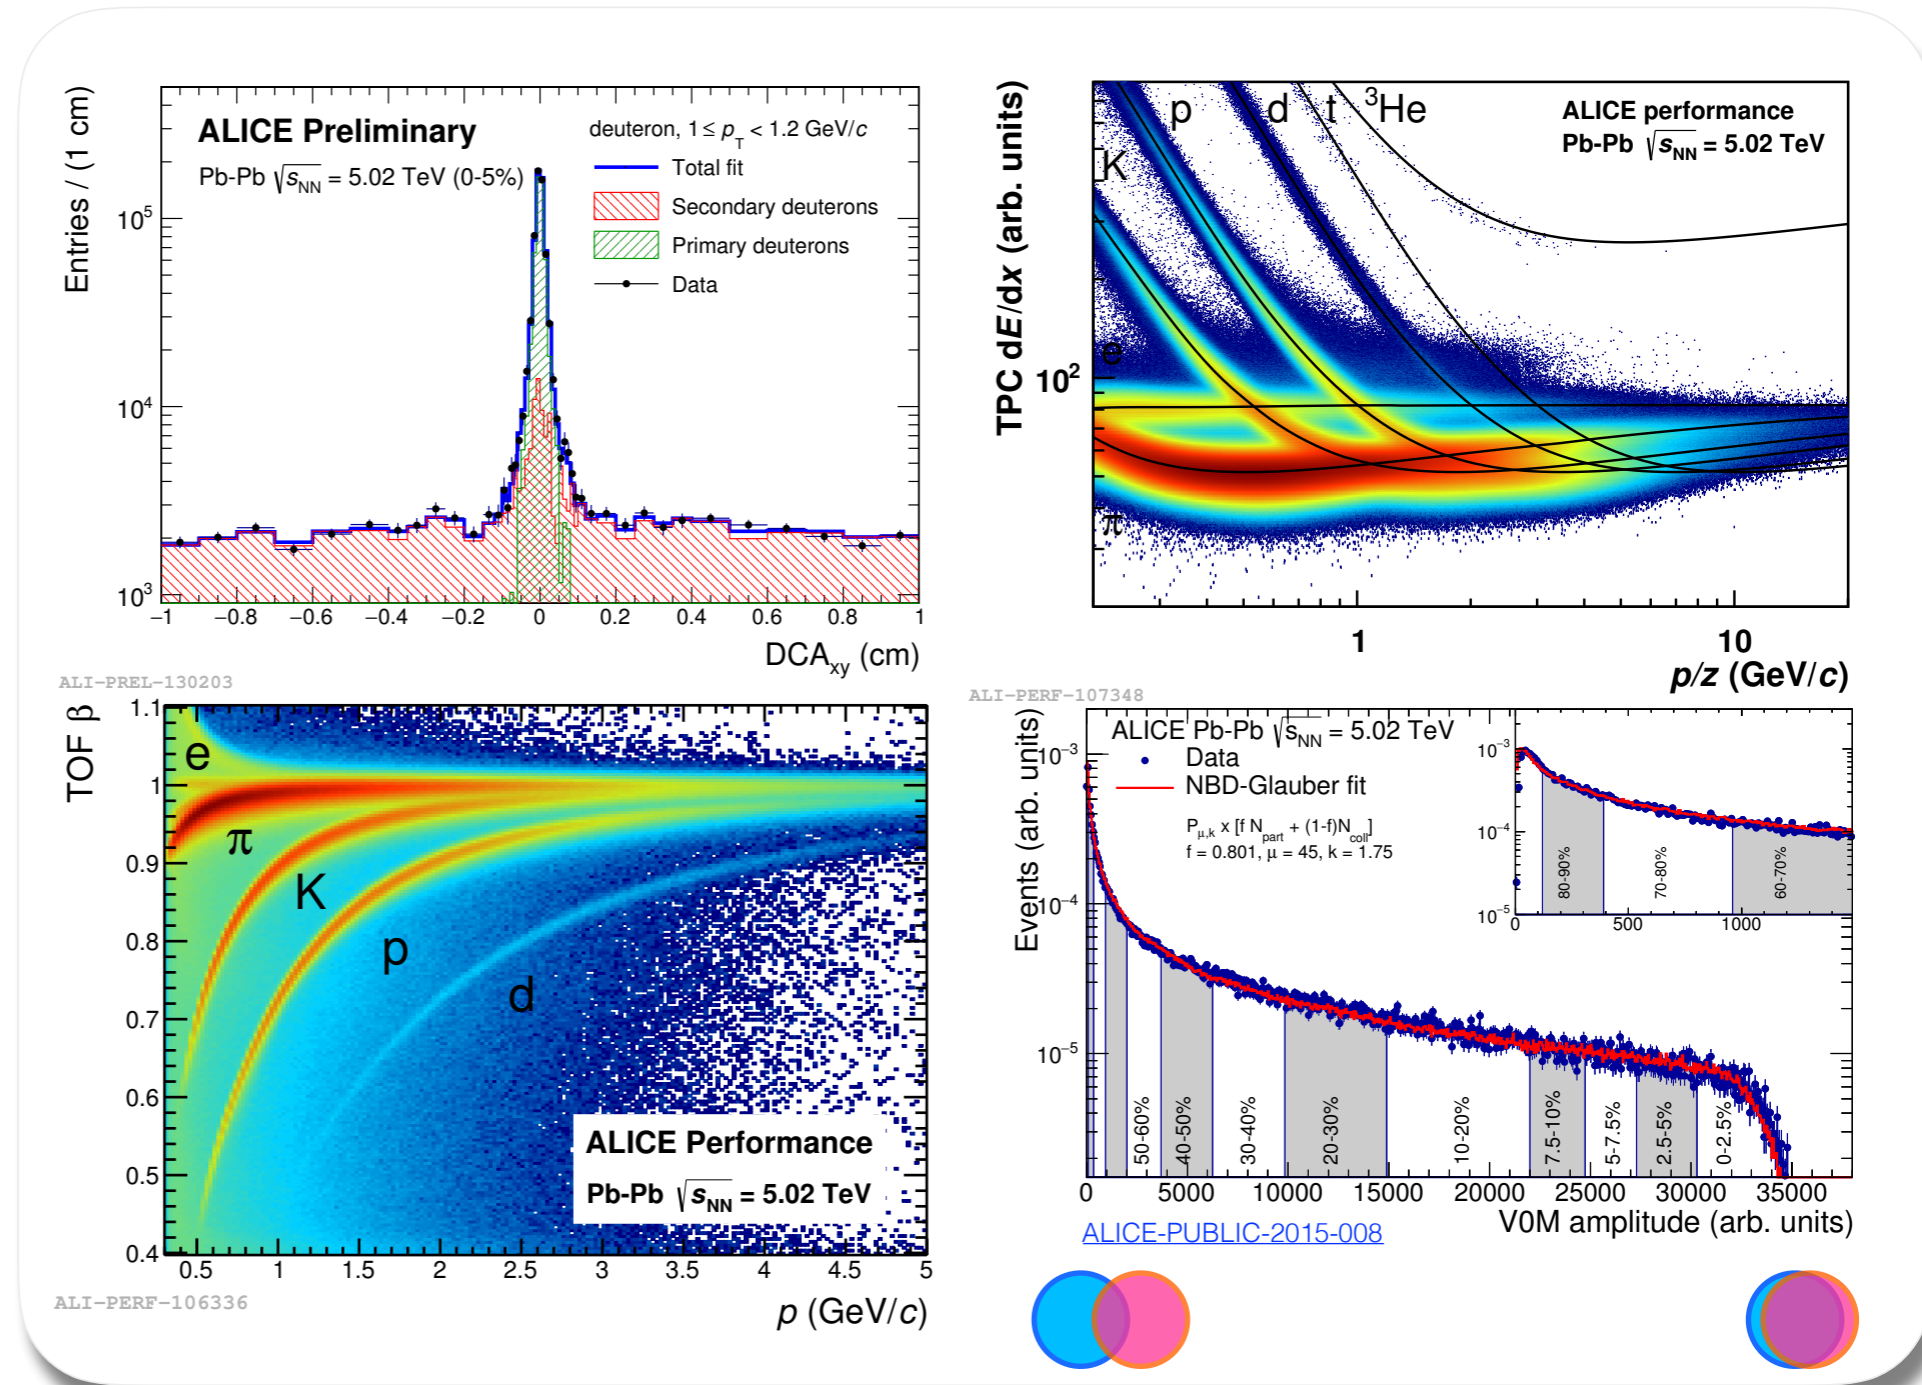 ALICE Preliminary
Pb-Pb √sNN = 5.02 TeV (0-5%)
deuteron, 1 ≤ pT < 1.2 GeV/c
Total fit
Secondary deuterons
Primary deuterons
Data
Entries / (1 cm)
10^5
10^4
10^3
−1 −0.8 −0.6 −0.4 −0.2 0 0.2 0.4 0.6 0.8 1
DCAxy (cm)
ALI−PREL−130203
TPC dE/dx (arb. units)
p d t ³He
K
e
π
ALICE performance
Pb-Pb √sNN = 5.02 TeV
10^2
1 10
p/z (GeV/c)
ALI−PERF−107348
TOF β
1.1
1
0.9
0.8
0.7
0.6
0.5
0.4
e
π
K
p
d
ALICE Performance
Pb-Pb √sNN = 5.02 TeV
0.5 1 1.5 2 2.5 3 3.5 4 4.5 5
p (GeV/c)
ALI−PERF−106336
Events (arb. units)
10^−3
10^−4
10^−5
ALICE Pb-Pb √sNN = 5.02 TeV
Data
NBD-Glauber fit
Pμ,k x [f Npart + (1-f)Ncoll]
f = 0.801, μ = 45, k = 1.75
10^−3
10^−4
10^−5
80-90% 70-80% 60-70%
0 500 1000
50-60% 40-50% 30-40% 20-30% 10-20% 7.5-10% 5-7.5% 2.5-5% 0-2.5%
0 5000 10000 15000 20000 25000 30000 35000
V0M amplitude (arb. units)
ALICE-PUBLIC-2015-008